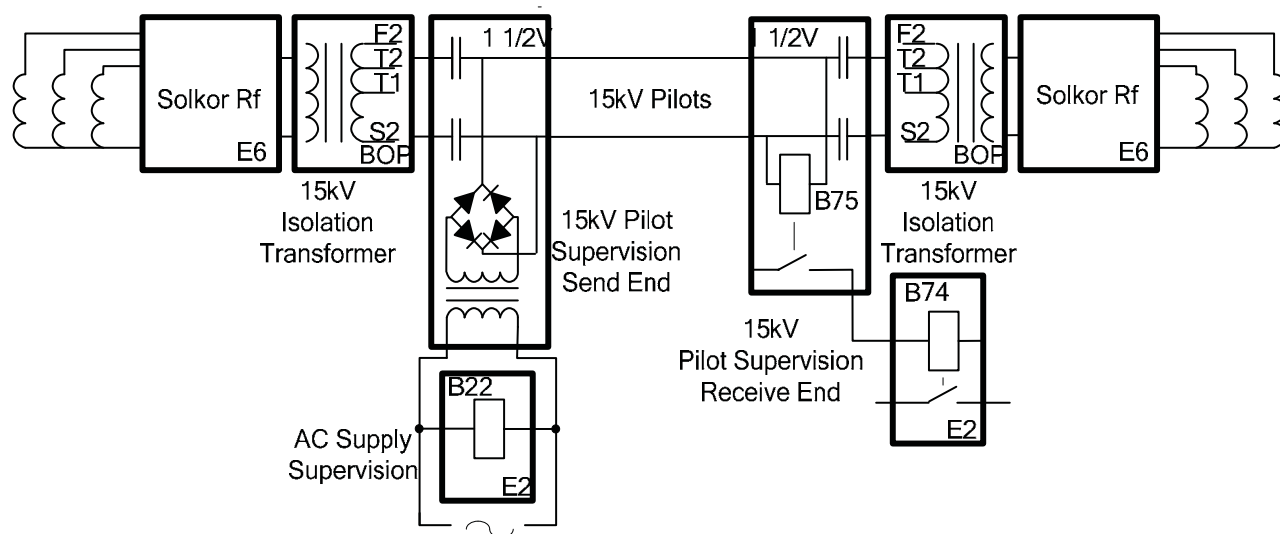 F2
T2
T1
S2
BOP
Solkor Rf
E6
15kV
Isolation
Transformer
1 1/2V
15kV Pilots
15kV Pilot
Supervision
Send End
B22
E2
AC Supply
Supervision
1 1/2V
B75
15kV
Pilot Supervision
Receive End
F2
T2
T1
S2
BOP
15kV
Isolation
Transformer
Solkor Rf
E6
B74
E2